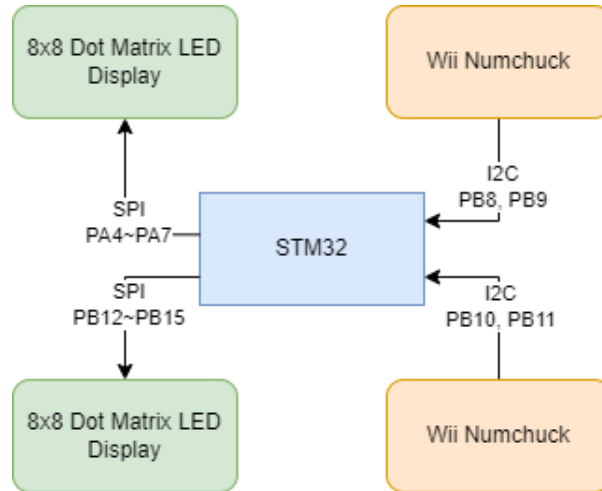 8x8 Dot Matrix LED
Display
Wii Numchuck
I2C
PB8, PB9
SPI
PA4~PA7
STM32
SPI
PB12~PB15
I2C
PB10, PB11
8x8 Dot Matrix LED
Display
Wii Numchuck